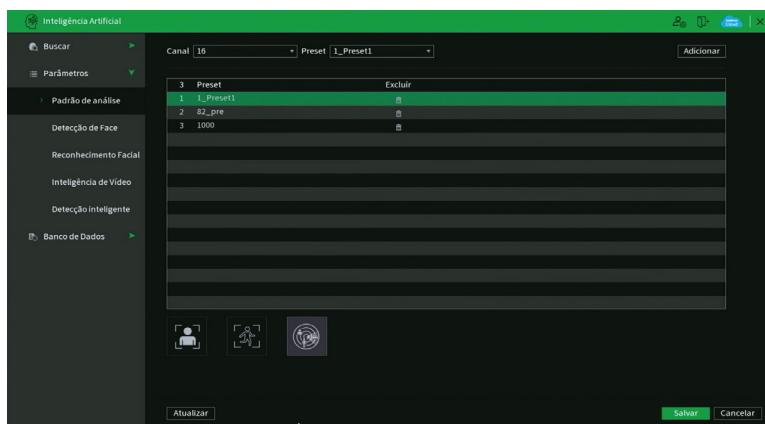 Inteligência Artificial
Buscar
Parâmetros
Padrão de análise
Detecção de Face
Reconhecimento Facial
Inteligência de Vídeo
Detecção inteligente
Banco de Dados
Canal 16 Preset 1_Preset1 Adicionar
3 Preset Excluir
1 1_Preset1
2 82_pre
3 1000
Atualizar Salvar Cancelar